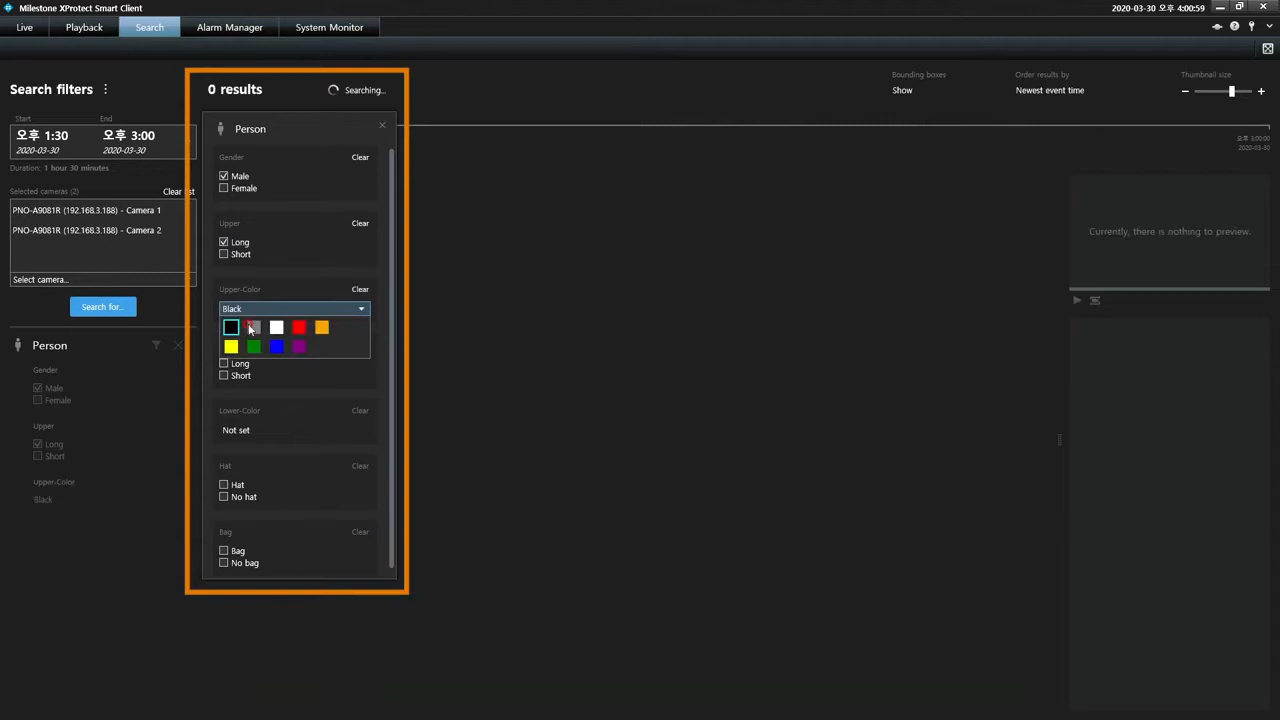 Milestone XProtect Smart Client
2020-03-30 오후 4:00:59
Live
Playback
Search
Alarm Manager
System Monitor
Search filters
Start
End
오후 1:30
오후 3:00
2020-03-30
2020-03-30
Duration: 1 hour 30 minutes
Selected cameras (2)
Clear list
PNO-A9081R (192.168.3.188) - Camera 1
PNO-A9081R (192.168.3.188) - Camera 2
Select camera...
Search for...
Person
Gender
Male
Female
Upper
Long
Short
Upper-Color
Black
0 results
Searching...
Person
Gender
Clear
Male
Female
Upper
Clear
Long
Short
Upper-Color
Clear
Black
Long
Short
Lower-Color
Clear
Not set
Hat
Clear
Hat
No hat
Bag
Clear
Bag
No bag
Bounding boxes
Show
Order results by
Newest event time
Thumbnail size
오후 3:00:00
2020-03-30
Currently, there is nothing to preview.